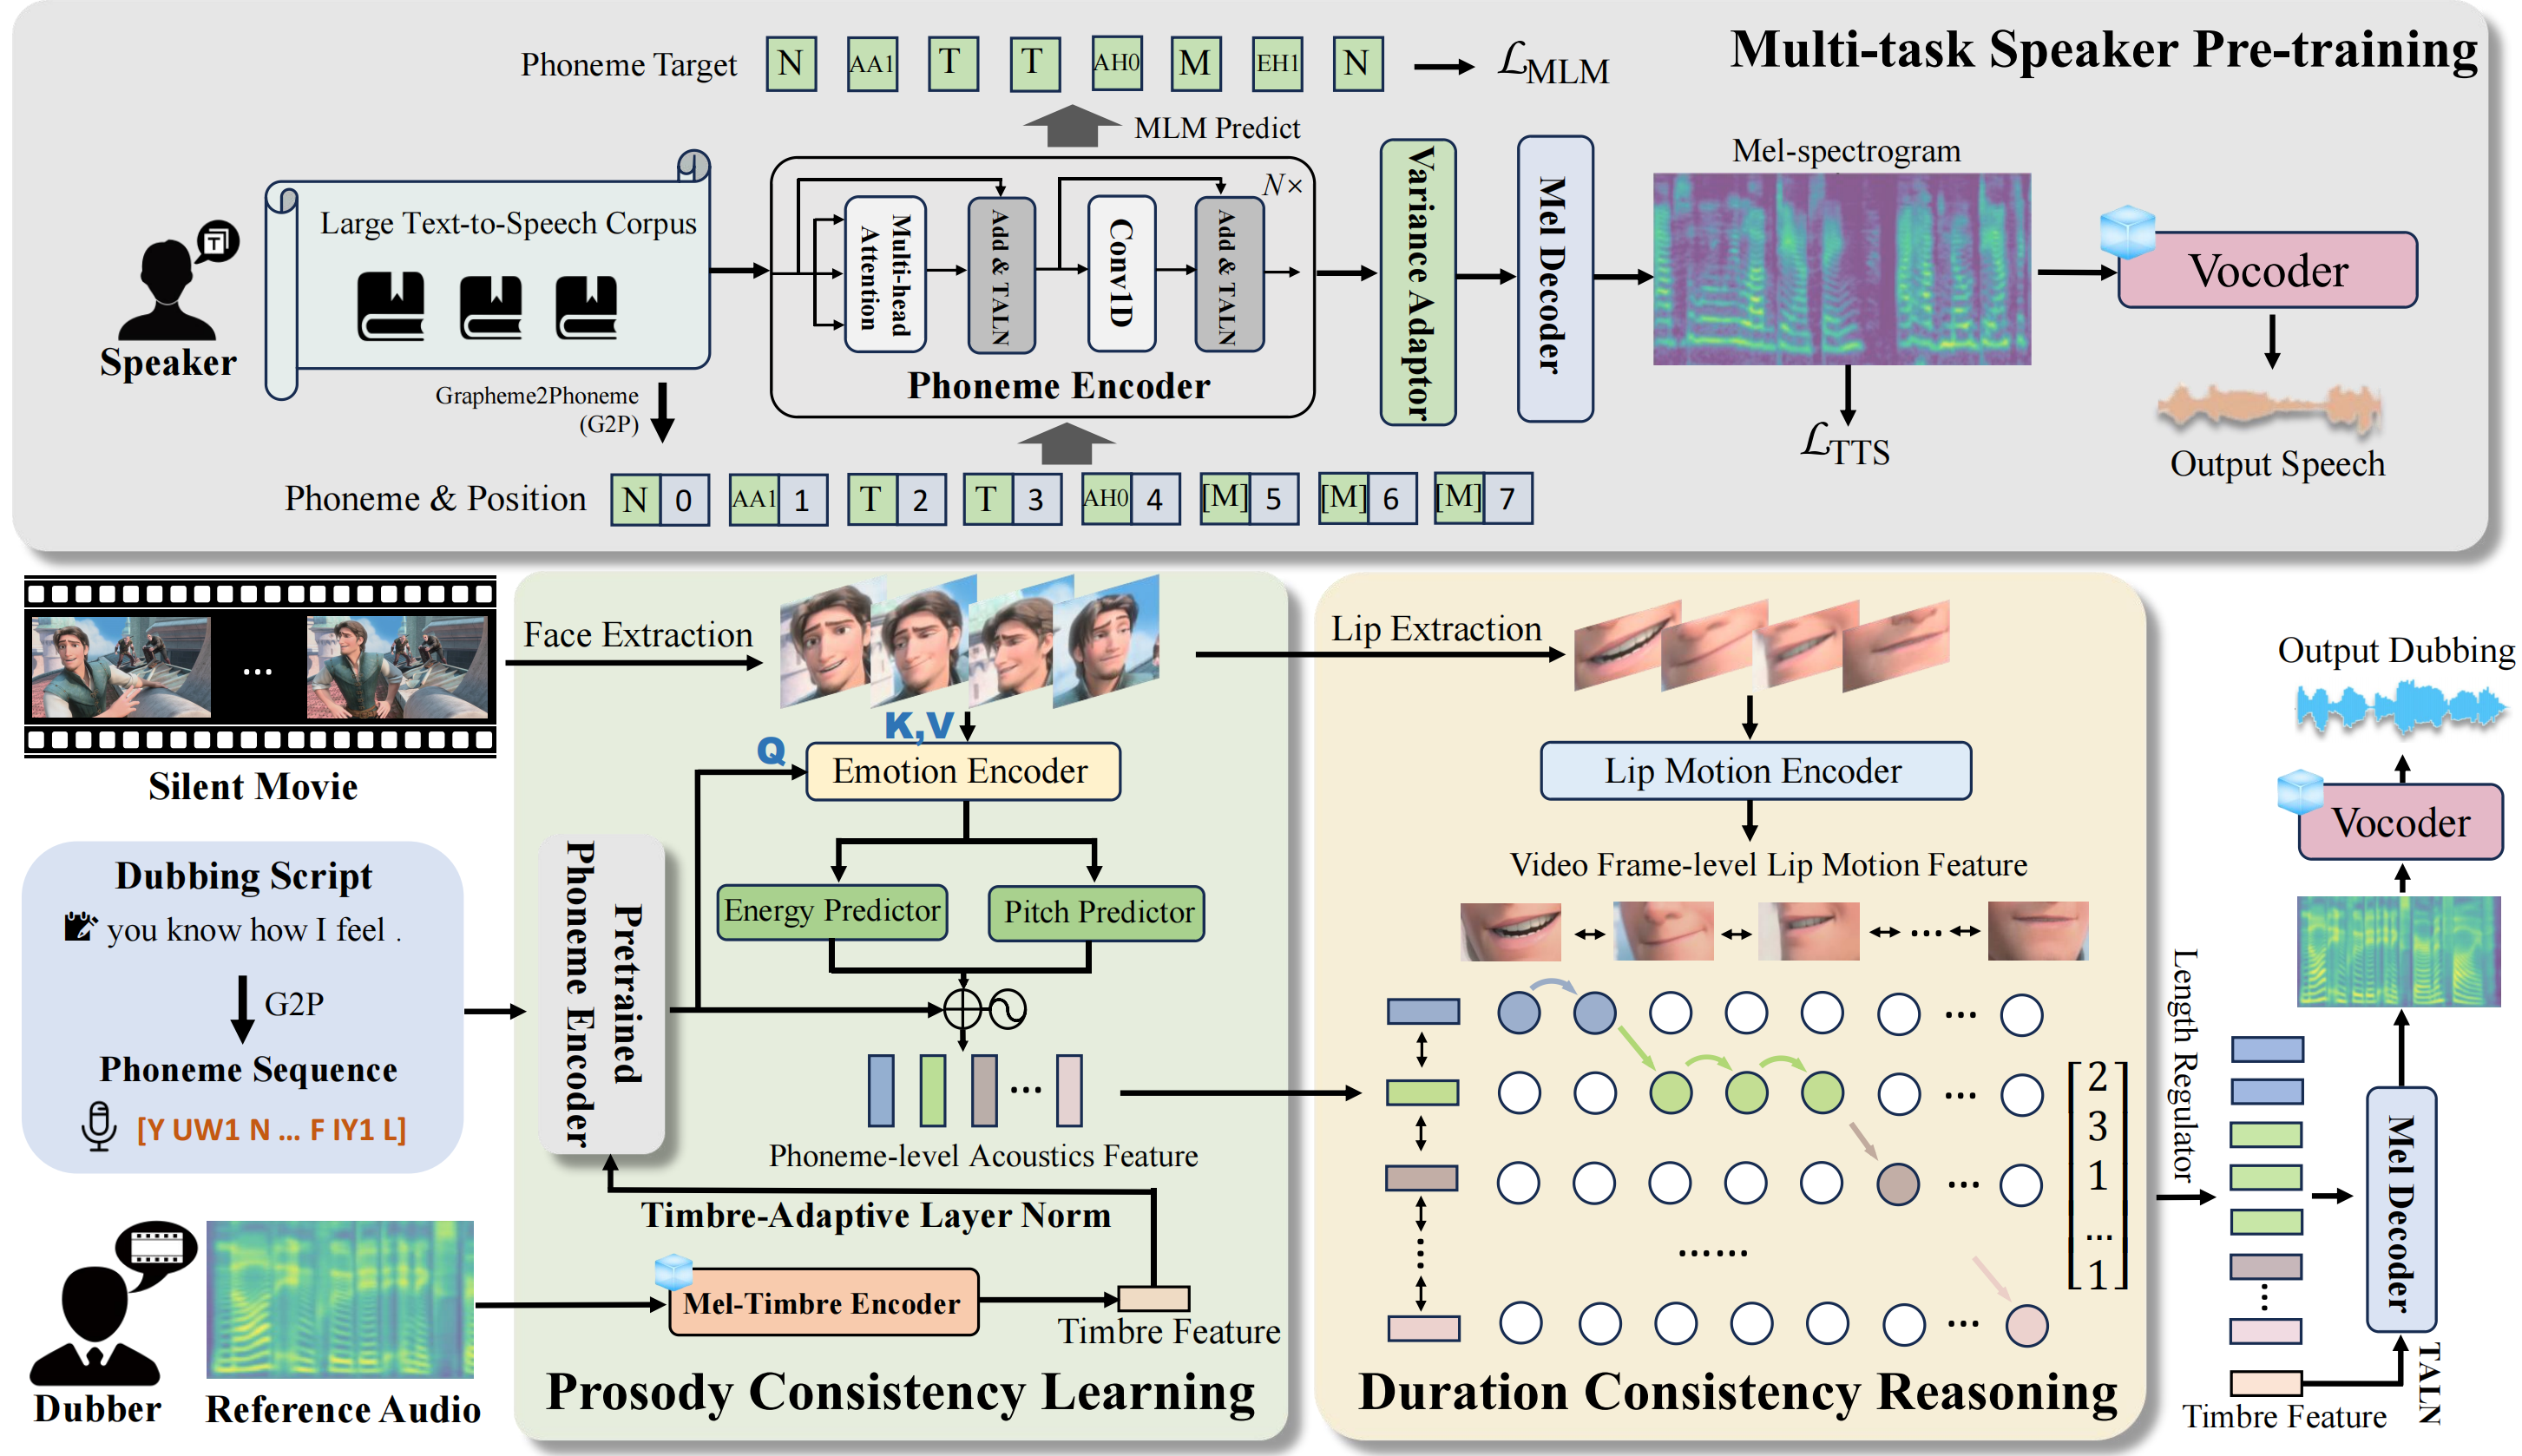 Multi-task Speaker Pre-training
Phoneme Target N AA1 T T AH0 M EH1 N ℒMLM
MLM Predict
Speaker
T
Large Text-to-Speech Corpus
Grapheme2Phoneme
(G2P)
Multi-head
Attention
Add & TALN
Conv1D
Add & TALN
N×
Phoneme Encoder
Variance Adaptor
Mel Decoder
Mel-spectrogram
ℒTTS
Vocoder
Output Speech
Phoneme & Position N 0 AA1 1 T 2 T 3 AH0 4 [M] 5 [M] 6 [M] 7
...
Silent Movie
Dubbing Script
you know how I feel .
G2P
Phoneme Sequence
[Y UW1 N ... F IY1 L]
Dubber
Reference Audio
Face Extraction
K,V
Q
Emotion Encoder
Energy Predictor
Pitch Predictor
Pretrained
Phoneme Encoder
...
Phoneme-level Acoustics Feature
Timbre-Adaptive Layer Norm
Mel-Timbre Encoder
Timbre Feature
Prosody Consistency Learning
Lip Extraction
Lip Motion Encoder
Video Frame-level Lip Motion Feature
...
...
...
...
......
...
2
3
1
...
1
Duration Consistency Reasoning
Length Regulator
Output Dubbing
Vocoder
Mel Decoder
TALN
Timbre Feature